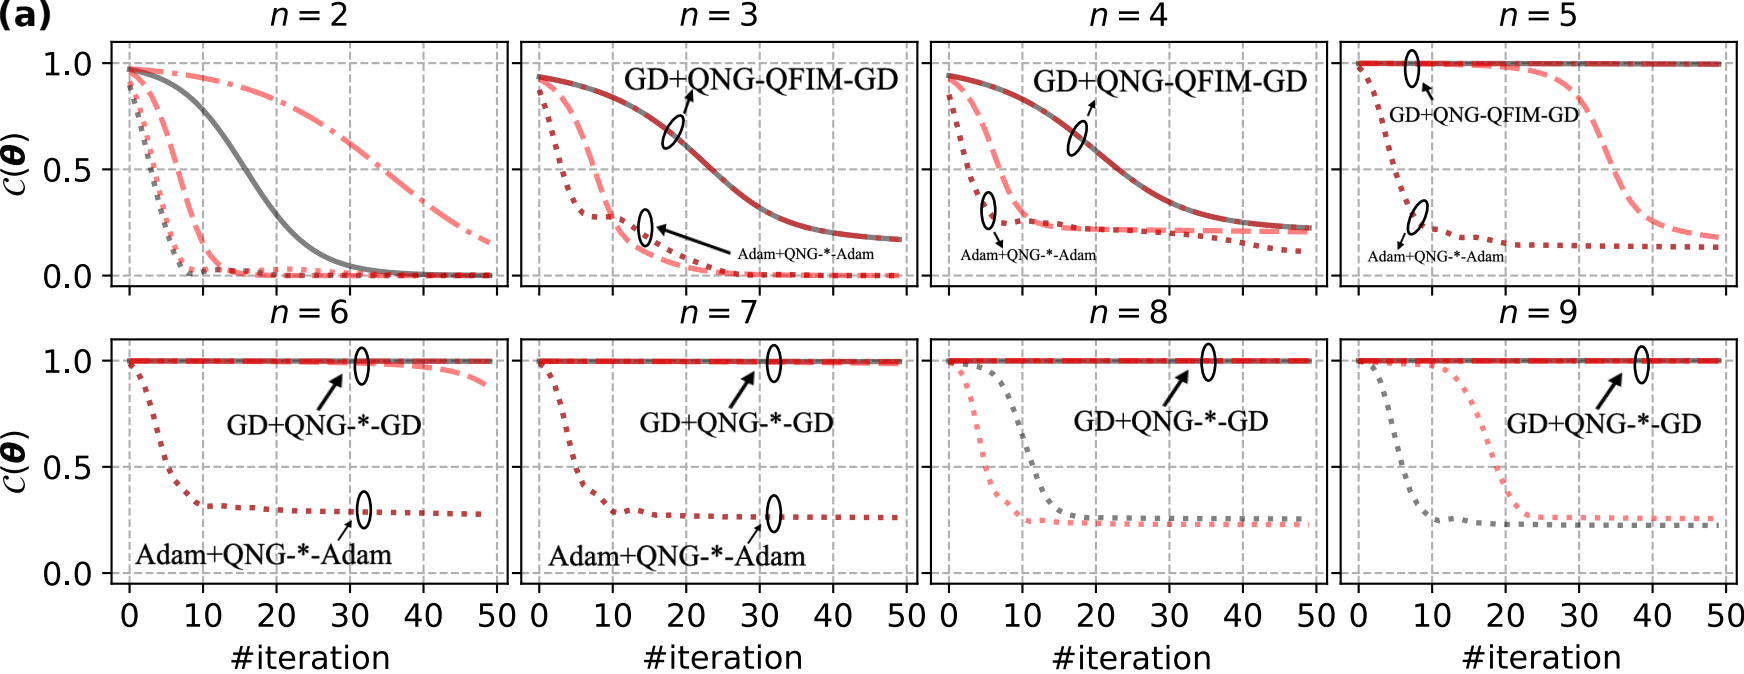 (a)
n = 2
n = 3
n = 4
n = 5
C(θ)
1.0
0.5
0.0
GD+QNG-QFIM-GD
Adam+QNG-*-Adam
GD+QNG-QFIM-GD
Adam+QNG-*-Adam
GD+QNG-QFIM-GD
Adam+QNG-*-Adam
n = 6
n = 7
n = 8
n = 9
C(θ)
1.0
0.5
0.0
GD+QNG-*-GD
Adam+QNG-*-Adam
GD+QNG-*-GD
Adam+QNG-*-Adam
GD+QNG-*-GD
GD+QNG-*-GD
0 10 20 30 40 50
0 10 20 30 40 50
0 10 20 30 40 50
0 10 20 30 40 50
#iteration
#iteration
#iteration
#iteration